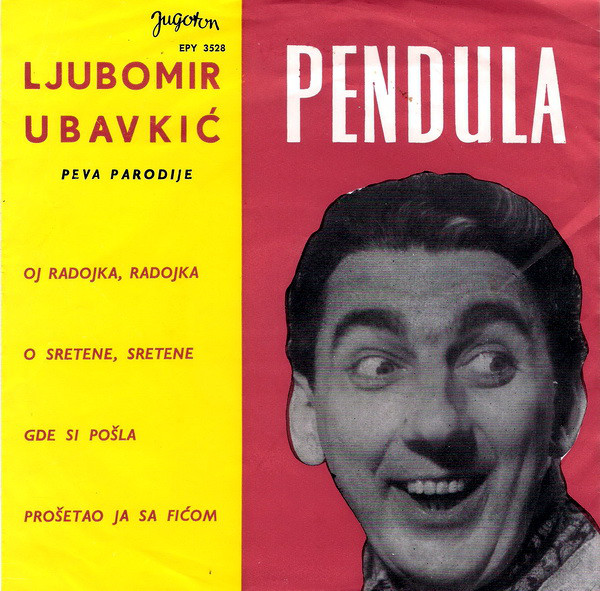 Jugoton
EPY 3528
LJUBOMIR
UBAVKIĆ
PEVA PARODIJE
OJ RADOJKA, RADOJKA
O SRETENE, SRETENE
GDE SI POŠLA
PROŠETAO JA SA FIĆOM
PENDULA